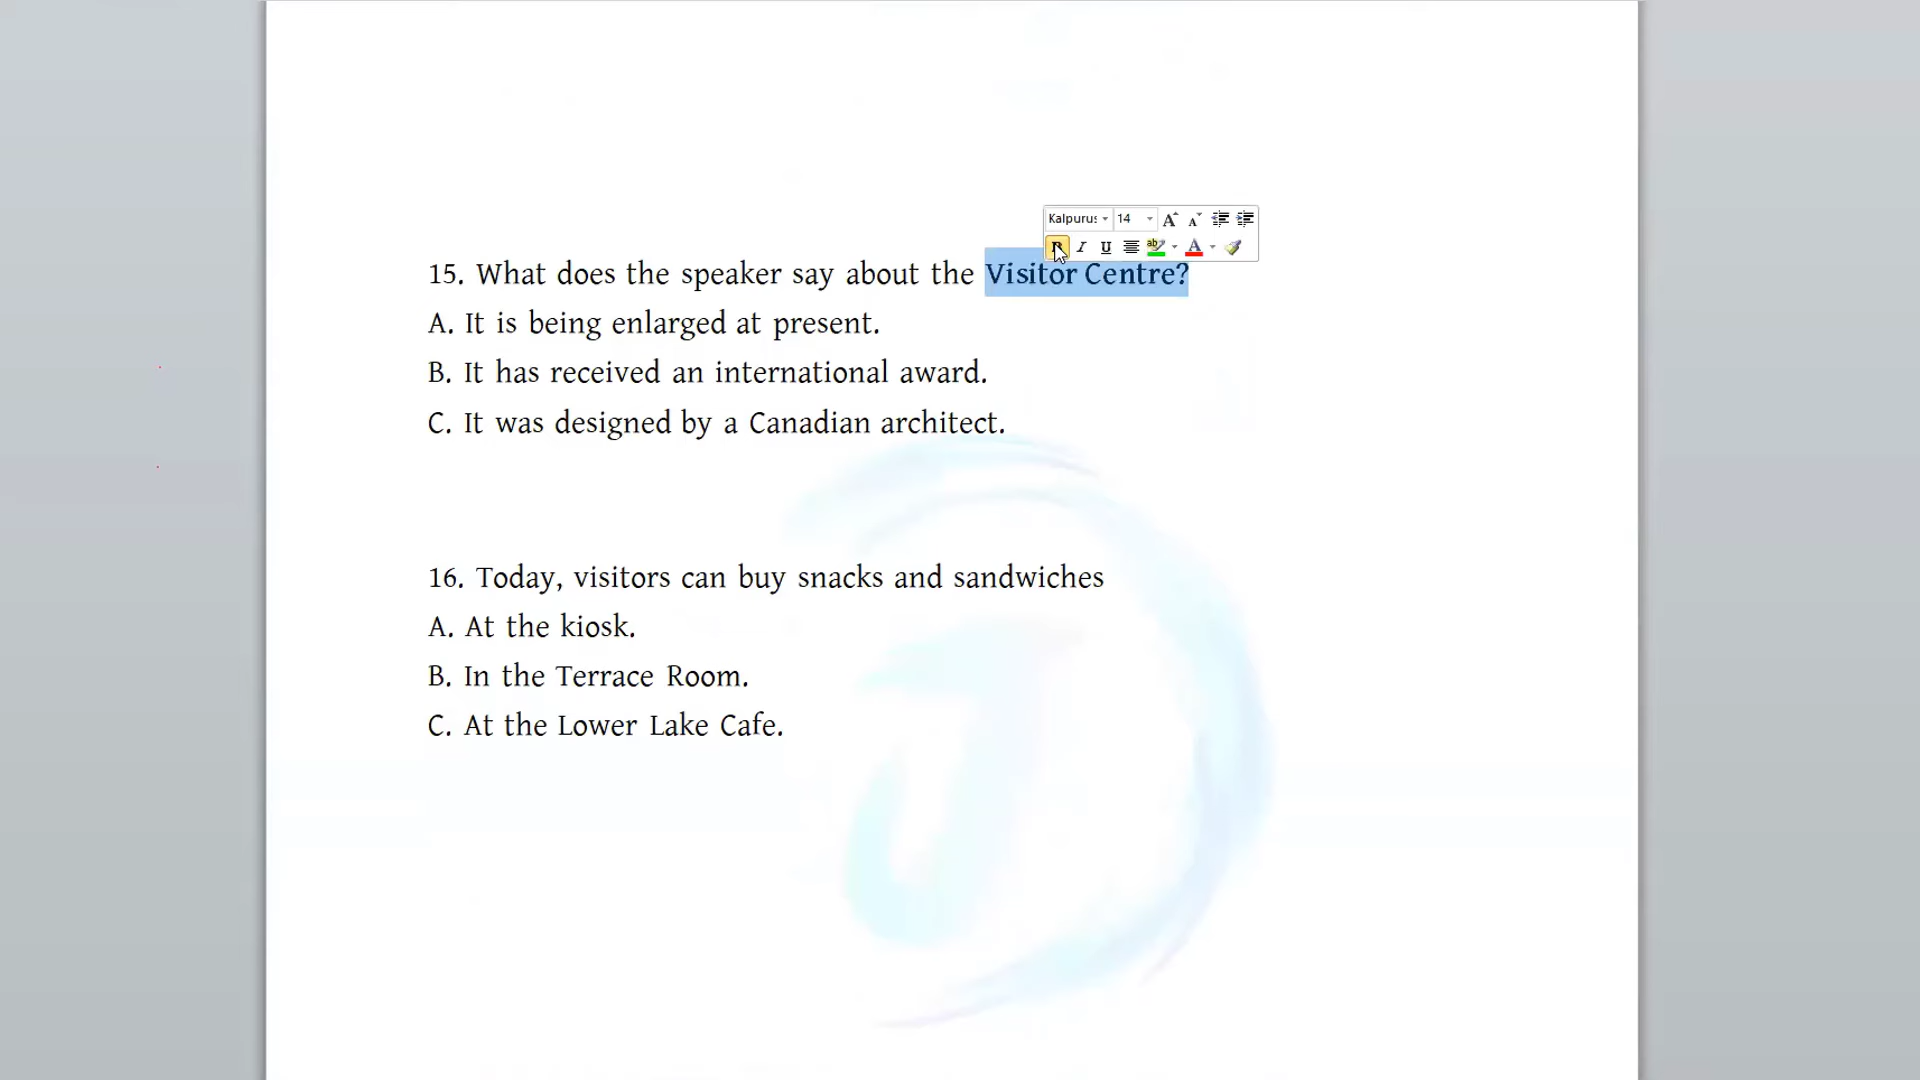 Kalpurus 14
15. What does the speaker say about the Visitor Centre?
A. It is being enlarged at present.
B. It has received an international award.
C. It was designed by a Canadian architect.
16. Today, visitors can buy snacks and sandwiches
A. At the kiosk.
B. In the Terrace Room.
C. At the Lower Lake Cafe.